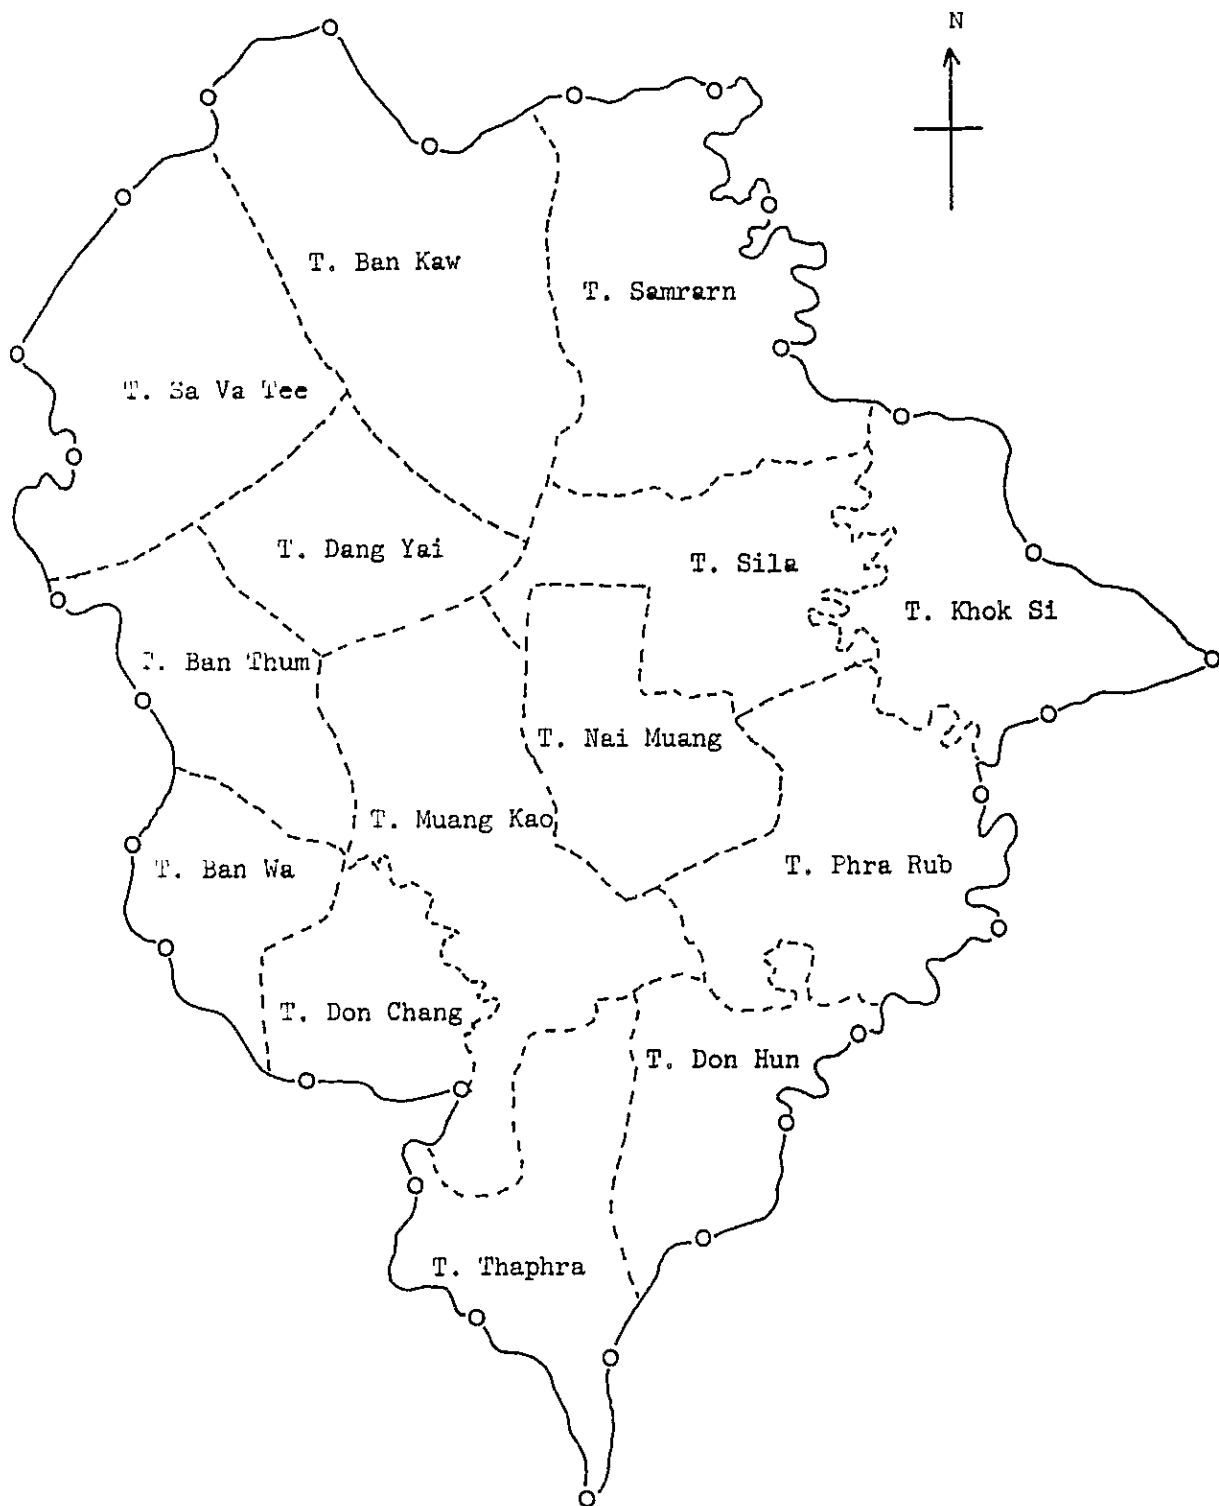 N
T. Ban Kaw
T. Samrarn
T. Sa Va Tee
T. Dang Yai
T. Sila
T. Khok Si
T. Ban Thum
T. Nai Muang
T. Muang Kao
T. Ban Wa
T. Phra Rub
T. Don Chang
T. Don Hun
T. Thaphra